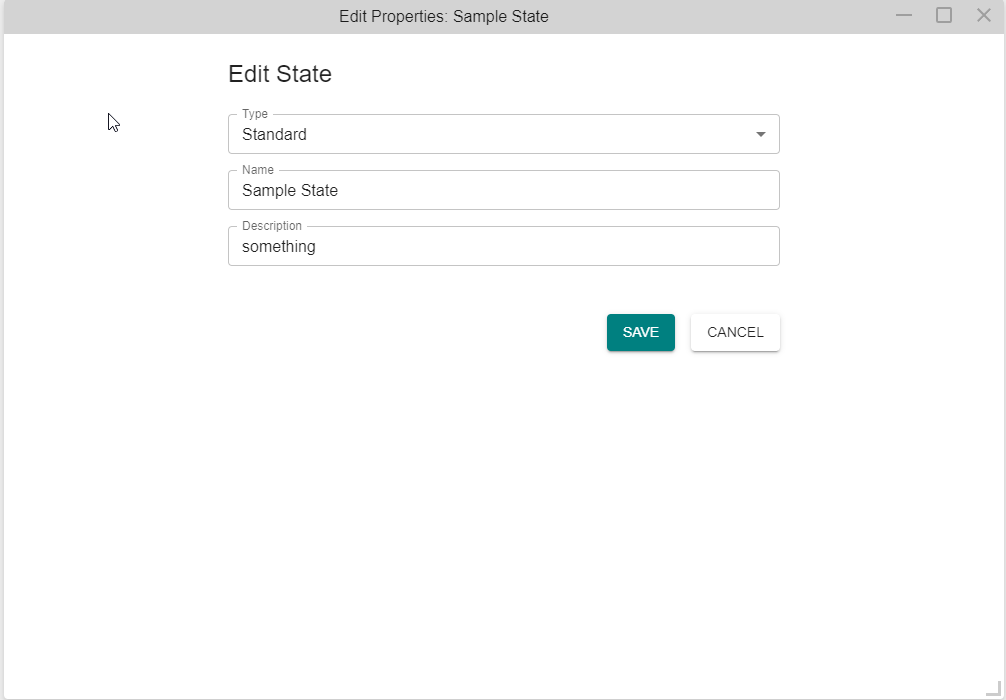 Edit Properties: Sample State
Edit State
Type
Standard
Name
Sample State
Description
something
SAVE
CANCEL